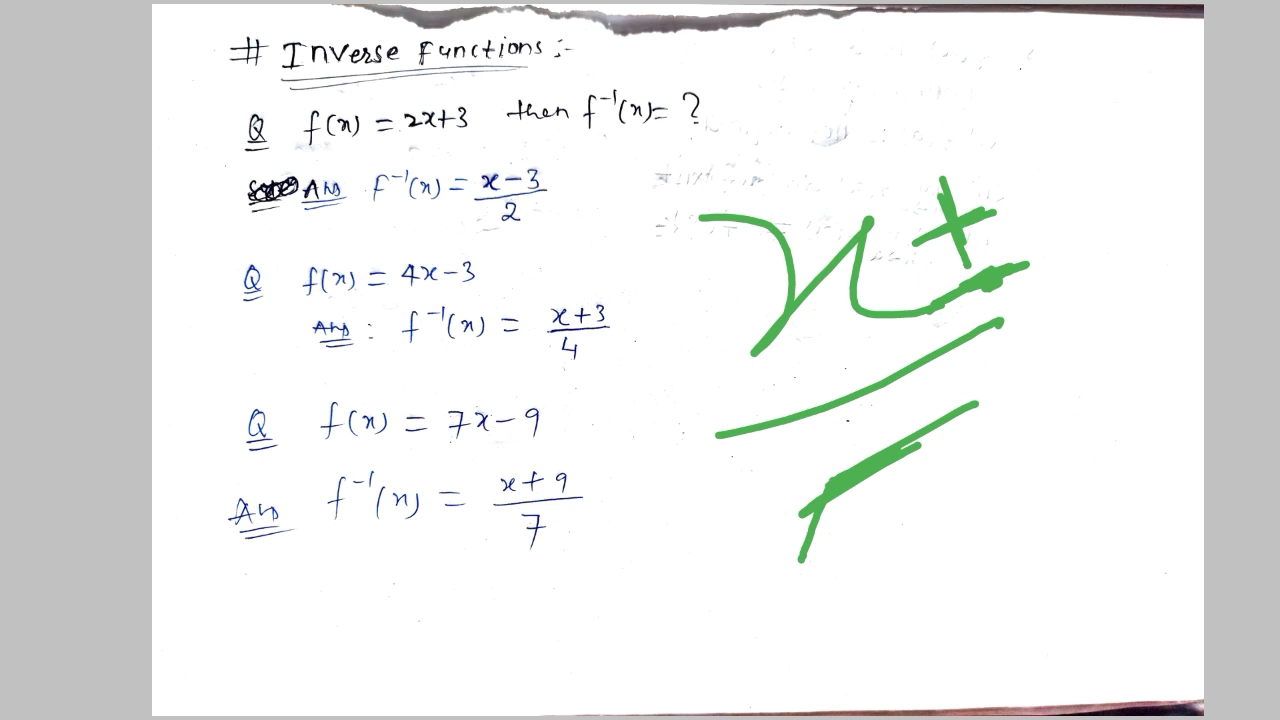 # Inverse Functions :-
Q f(x) = 2x+3 then f⁻¹(x)= ?
Ans f⁻¹(x) = x-3/2
Q f(x) = 4x-3
Ans : f⁻¹(x) = x+3/4
Q f(x) = 7x-9
Ans f⁻¹(x) = x+9/7
x+